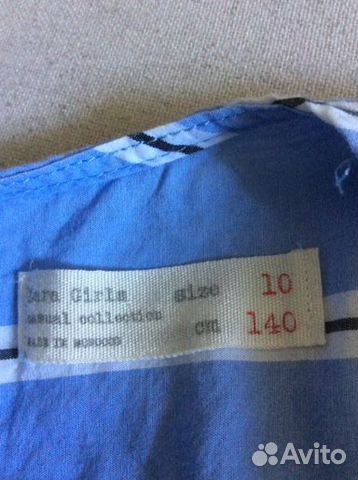 Zara Girls size 10
casual collection
cm 140
MADE IN MOROCCO
Avito